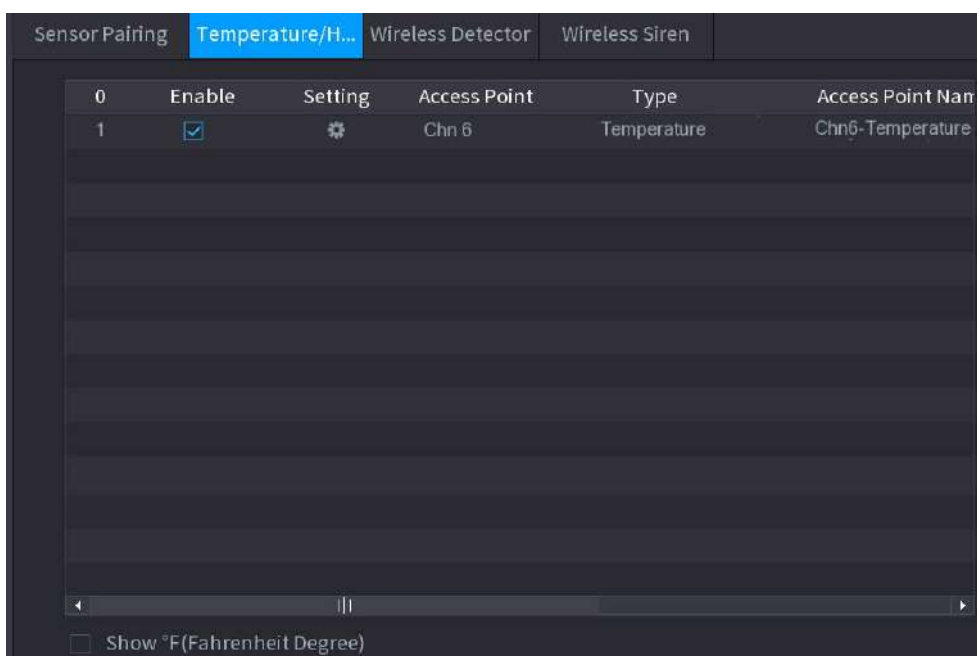 Sensor Pairing Temperature/H... Wireless Detector Wireless Siren
0 Enable Setting Access Point Type Access Point Nam
1 Chn 6 Temperature Chn6-Temperature
Show °F(Fahrenheit Degree)